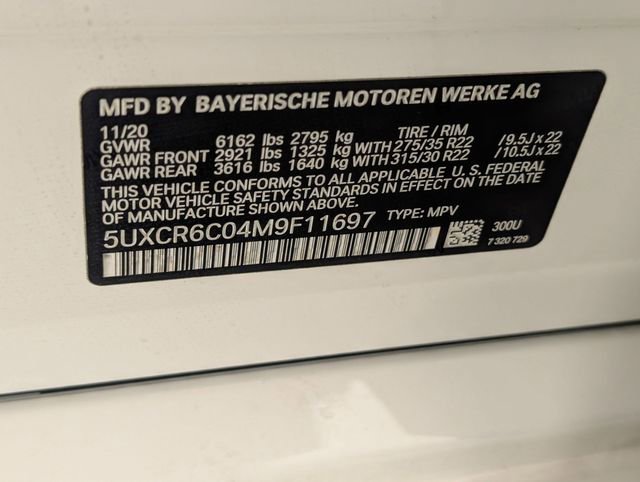 MFD BY BAYERISCHE MOTOREN WERKE AG
11/20 TIRE / RIM
GVWR 6162 lbs 2795 kg
GAWR FRONT 2921 lbs 1325 kg WITH 275/35 R22 / 9.5J x 22
GAWR REAR 3616 lbs 1640 kg WITH 315/30 R22 / 10.5J x 22
THIS VEHICLE CONFORMS TO ALL APPLICABLE U. S. FEDERAL
MOTOR VEHICLE SAFETY STANDARDS IN EFFECT ON THE DATE
OF MANUFACTURE SHOWN ABOVE.
5UXCR6C04M9F11697 TYPE: MPV
300U
7 320 729